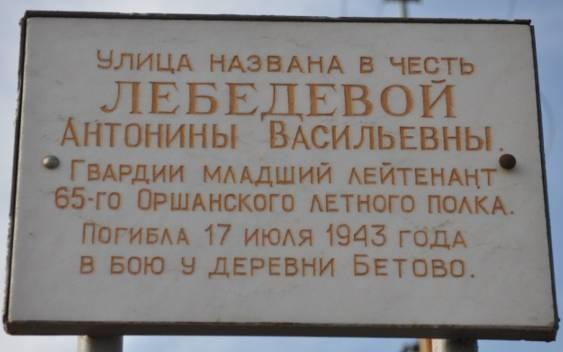 Улица названа в честь
Лебедевой
Антонины Васильевны.
Гвардии младший лейтенант
65-го Оршанского летного полка.
Погибла 17 июля 1943 года
в бою у деревни Бетово.